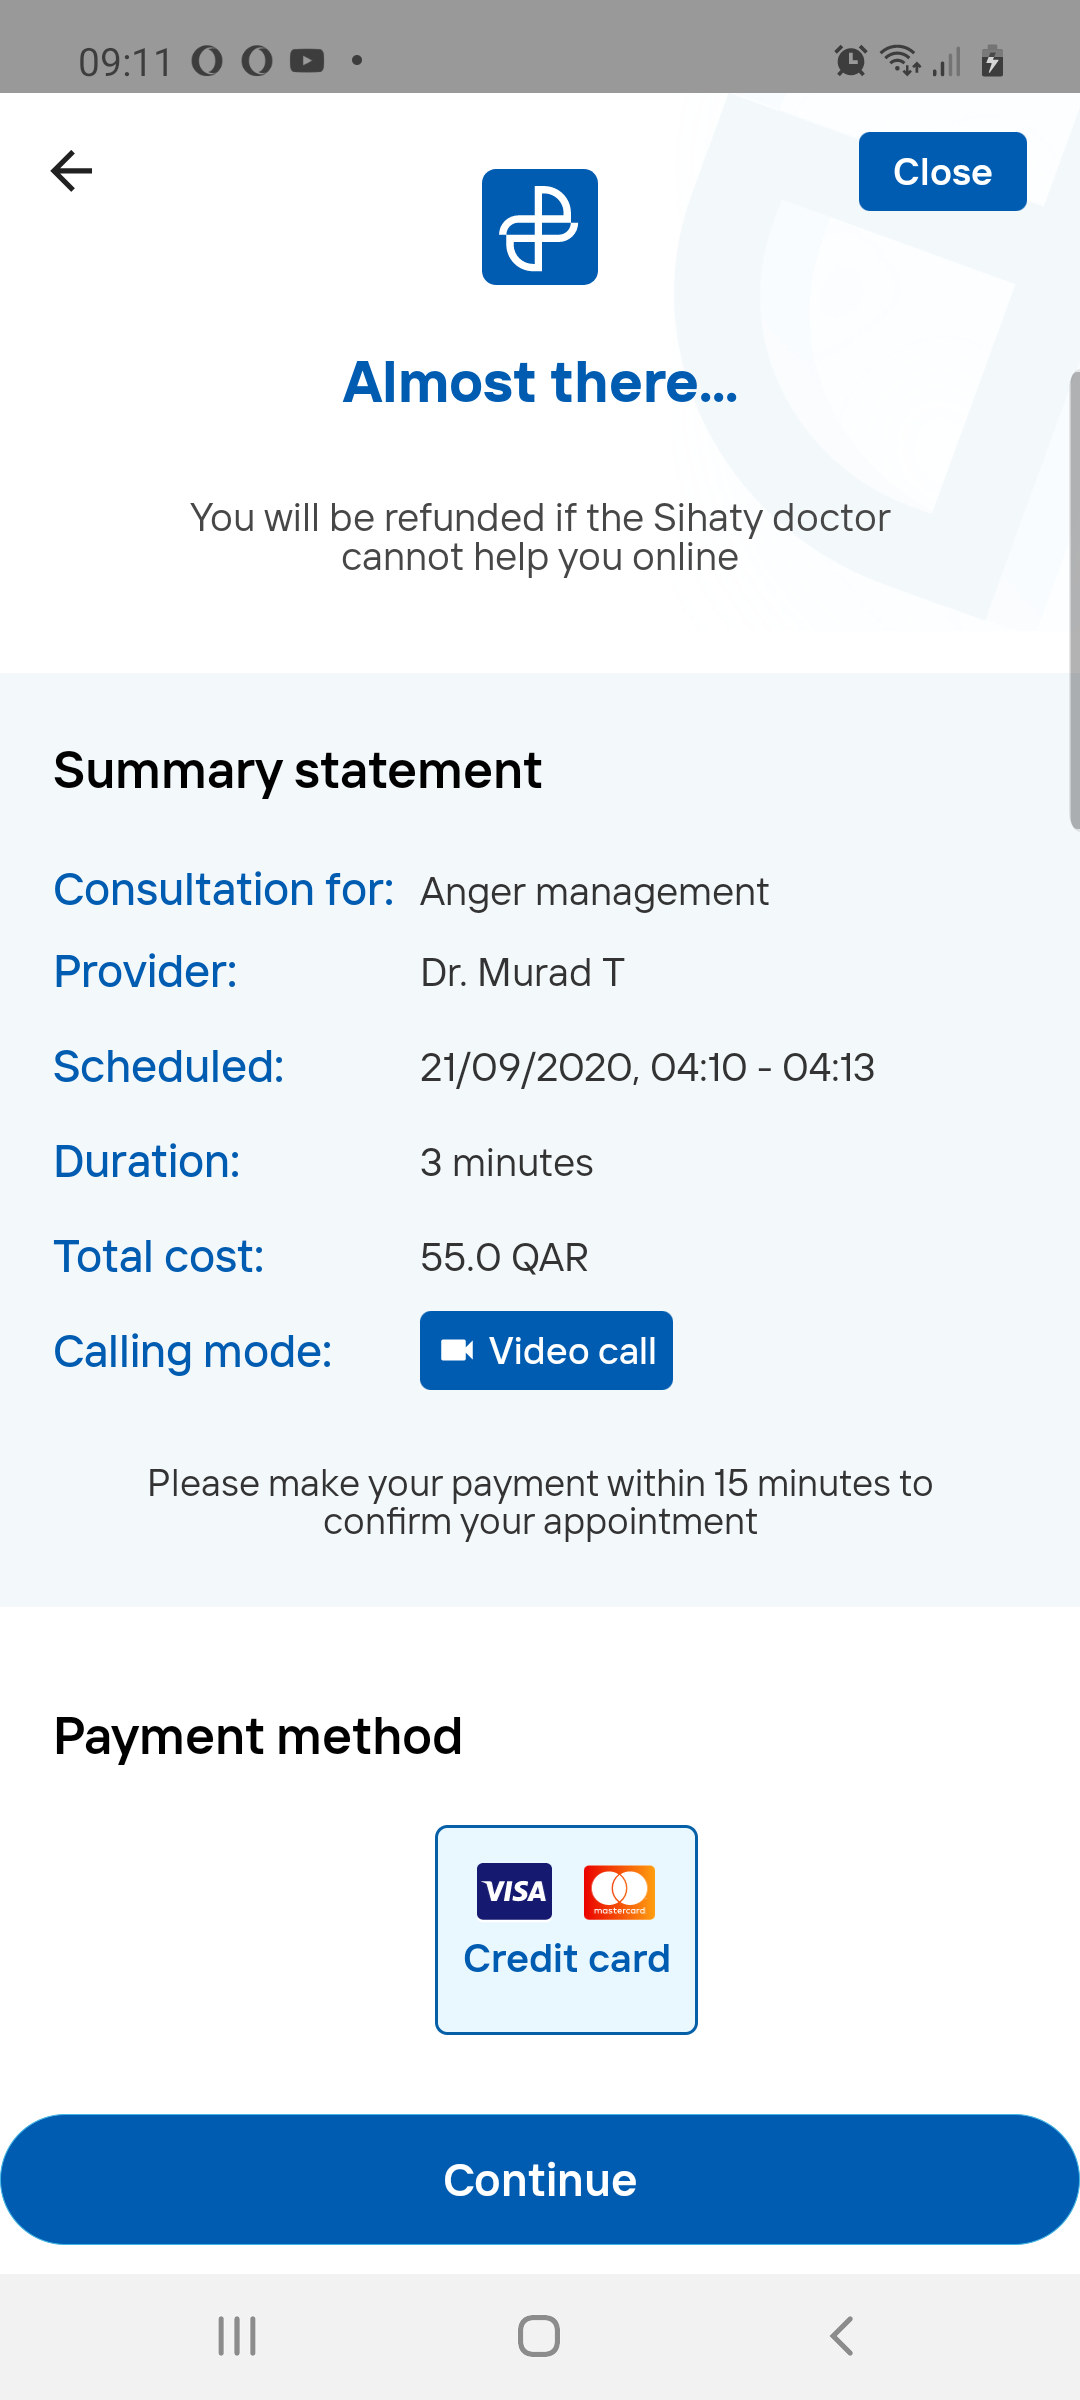 09:11
Close
Almost there...
You will be refunded if the Sihaty doctor
cannot help you online
Summary statement
Consultation for: Anger management
Provider: Dr. Murad T
Scheduled: 21/09/2020, 04:10 - 04:13
Duration: 3 minutes
Total cost: 55.0 QAR
Calling mode: Video call
Please make your payment within 15 minutes to
confirm your appointment
Payment method
VISA mastercard
Credit card
Continue